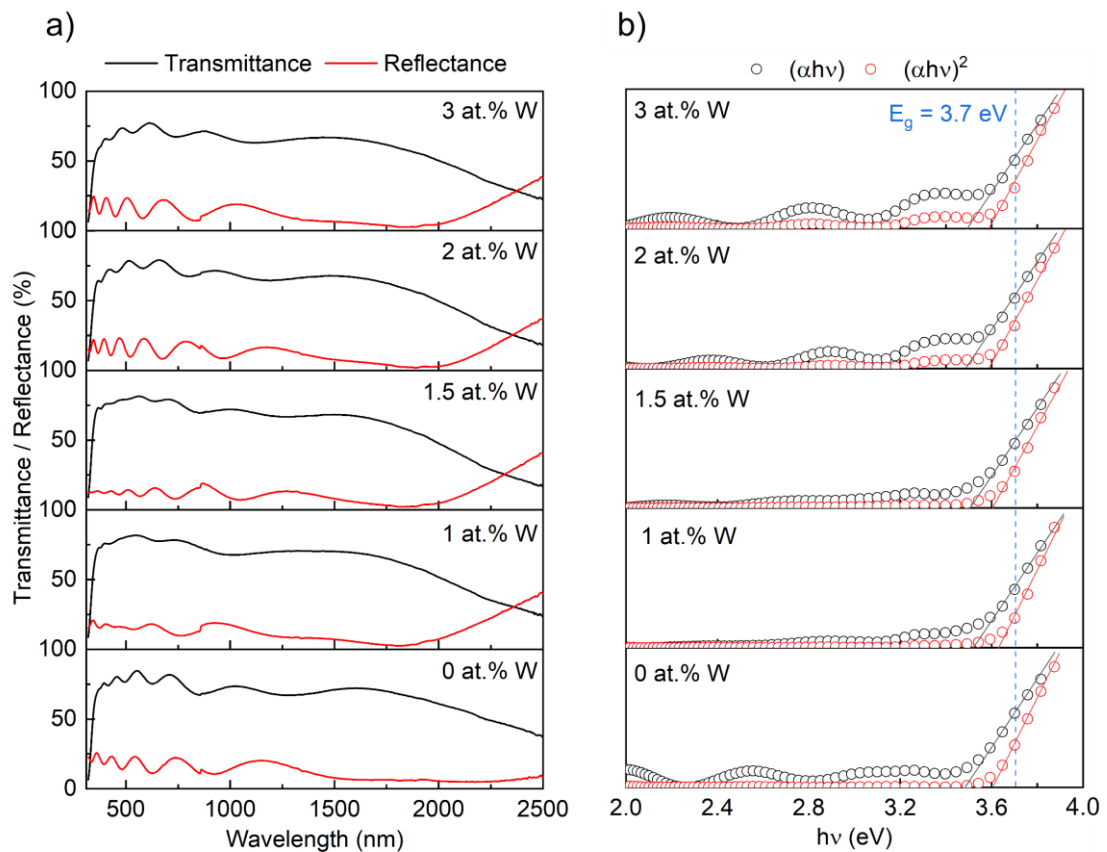 a)
Transmittance Reflectance
Transmittance / Reflectance (%)
3 at.% W
100
50
2 at.% W
100
50
1.5 at.% W
100
50
1 at.% W
100
50
0 at.% W
100
50
0
500 1000 1500 2000 2500
Wavelength (nm)
b)
(αhν) (αhν)²
3 at.% W
E_g = 3.7 eV
2 at.% W
1.5 at.% W
1 at.% W
0 at.% W
2.0 2.4 2.8 3.2 3.6 4.0
hν (eV)